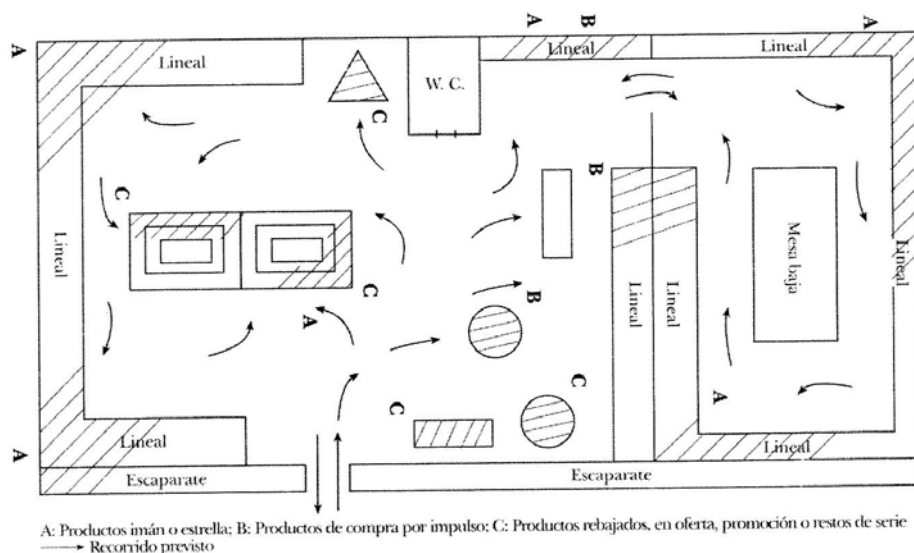 A B A
A Lineal Lineal Lineal
W. C.
C
C B
Lineal Lineal Lineal Mesa baja Lineal
C B
A
C C A
A Lineal Lineal
Escaparate Escaparate
A: Productos imán o estrella; B: Productos de compra por impulso; C: Productos rebajados, en oferta, promoción o restos de serie
Recorrido previsto